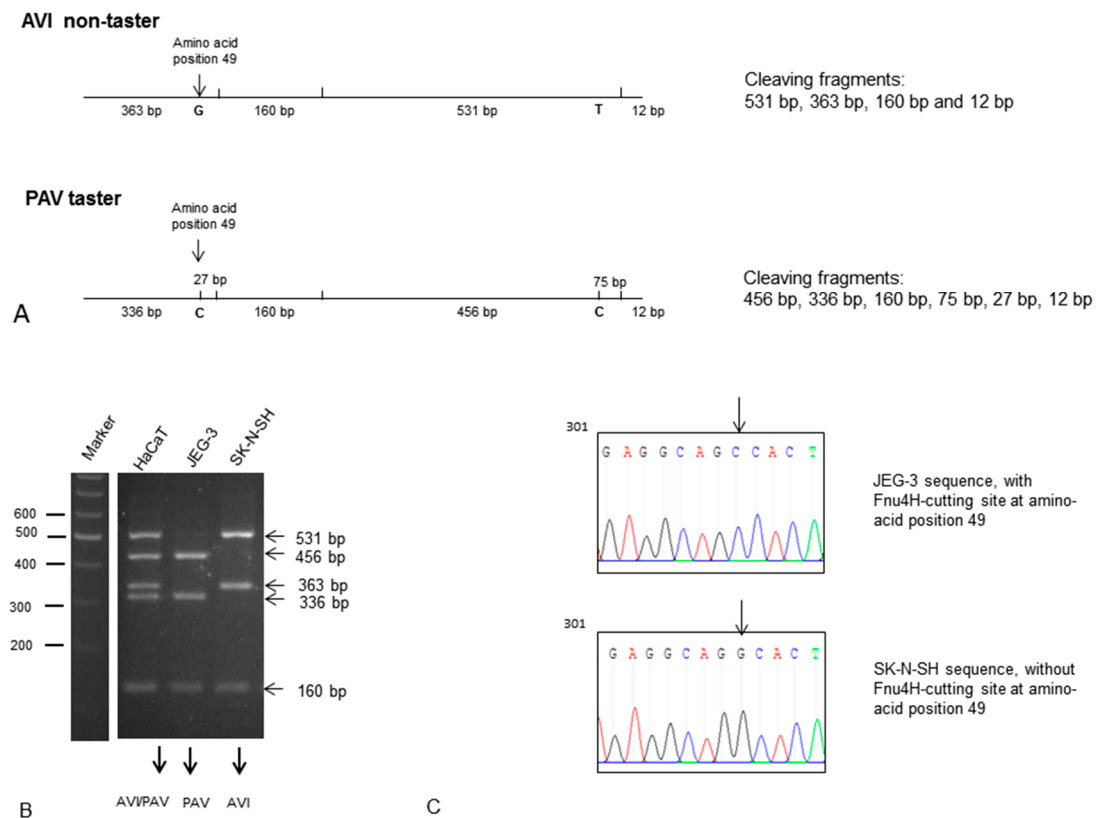 AVI non-taster
Amino acid
position 49
363 bp
G
160 bp
531 bp
T
12 bp
Cleaving fragments:
531 bp, 363 bp, 160 bp and 12 bp
PAV taster
Amino acid
position 49
27 bp
75 bp
336 bp
C
160 bp
456 bp
C
12 bp
Cleaving fragments:
456 bp, 336 bp, 160 bp, 75 bp, 27 bp, 12 bp
A
Marker
HaCaT
JEG-3
SK-N-SH
600
500
400
300
200
531 bp
456 bp
363 bp
336 bp
160 bp
AVI/PAV
PAV
AVI
B
301
G A G G C A G C C A C T
JEG-3 sequence, with
Fnu4H-cutting site at amino-
acid position 49
301
G A G G C A G G C A C T
SK-N-SH sequence, without
Fnu4H-cutting site at amino-
acid position 49
C